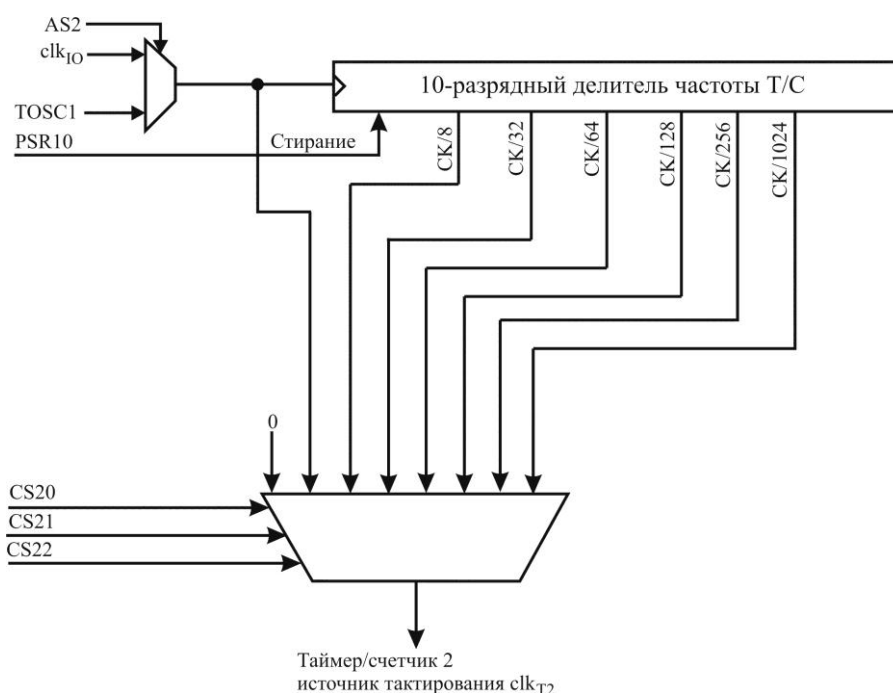 AS2
clkIO
TOSC1
PSR10
Стирание
10-разрядный делитель частоты T/C
CK/8
CK/32
CK/64
CK/128
CK/256
CK/1024
0
CS20
CS21
CS22
Таймер/счетчик 2
источник тактирования clkT2